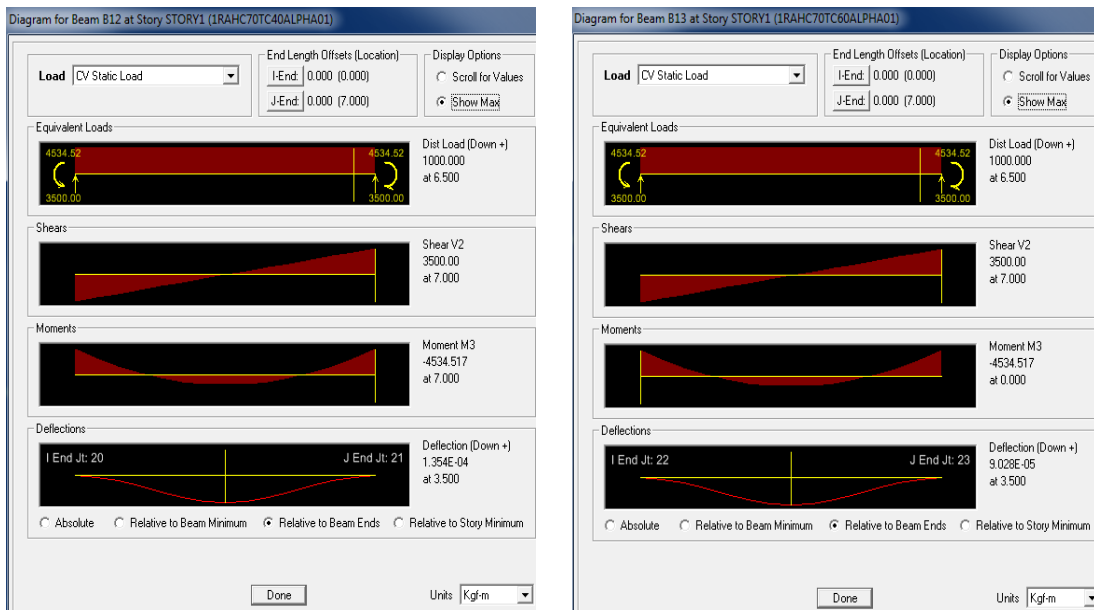 Diagram for Beam B12 at Story STORY1 (1RAHC70TC40ALPHA01)
Load CV Static Load
End Length Offsets (Location)
I-End: 0.000 (0.000)
J-End: 0.000 (7.000)
Display Options
Scroll for Values
Show Max
Equivalent Loads
4534.52 4534.52
3500.00 3500.00
Dist Load (Down +)
1000.000
at 6.500
Shears
Shear V2
3500.00
at 7.000
Moments
Moment M3
-4534.517
at 7.000
Deflections
I End Jt: 20 J End Jt: 21
Deflection (Down +)
1.354E-04
at 3.500
Absolute Relative to Beam Minimum Relative to Beam Ends Relative to Story Minimum
Done Units Kgf-m
Diagram for Beam B13 at Story STORY1 (1RAHC70TC60ALPHA01)
Load CV Static Load
End Length Offsets (Location)
I-End: 0.000 (0.000)
J-End: 0.000 (7.000)
Display Options
Scroll for Values
Show Max
Equivalent Loads
4534.52 4534.52
3500.00 3500.00
Dist Load (Down +)
1000.000
at 6.500
Shears
Shear V2
3500.00
at 7.000
Moments
Moment M3
-4534.517
at 0.000
Deflections
I End Jt: 22 J End Jt: 23
Deflection (Down +)
9.028E-05
at 3.500
Absolute Relative to Beam Minimum Relative to Beam Ends Relative to Story Minimum
Done Units Kgf-m